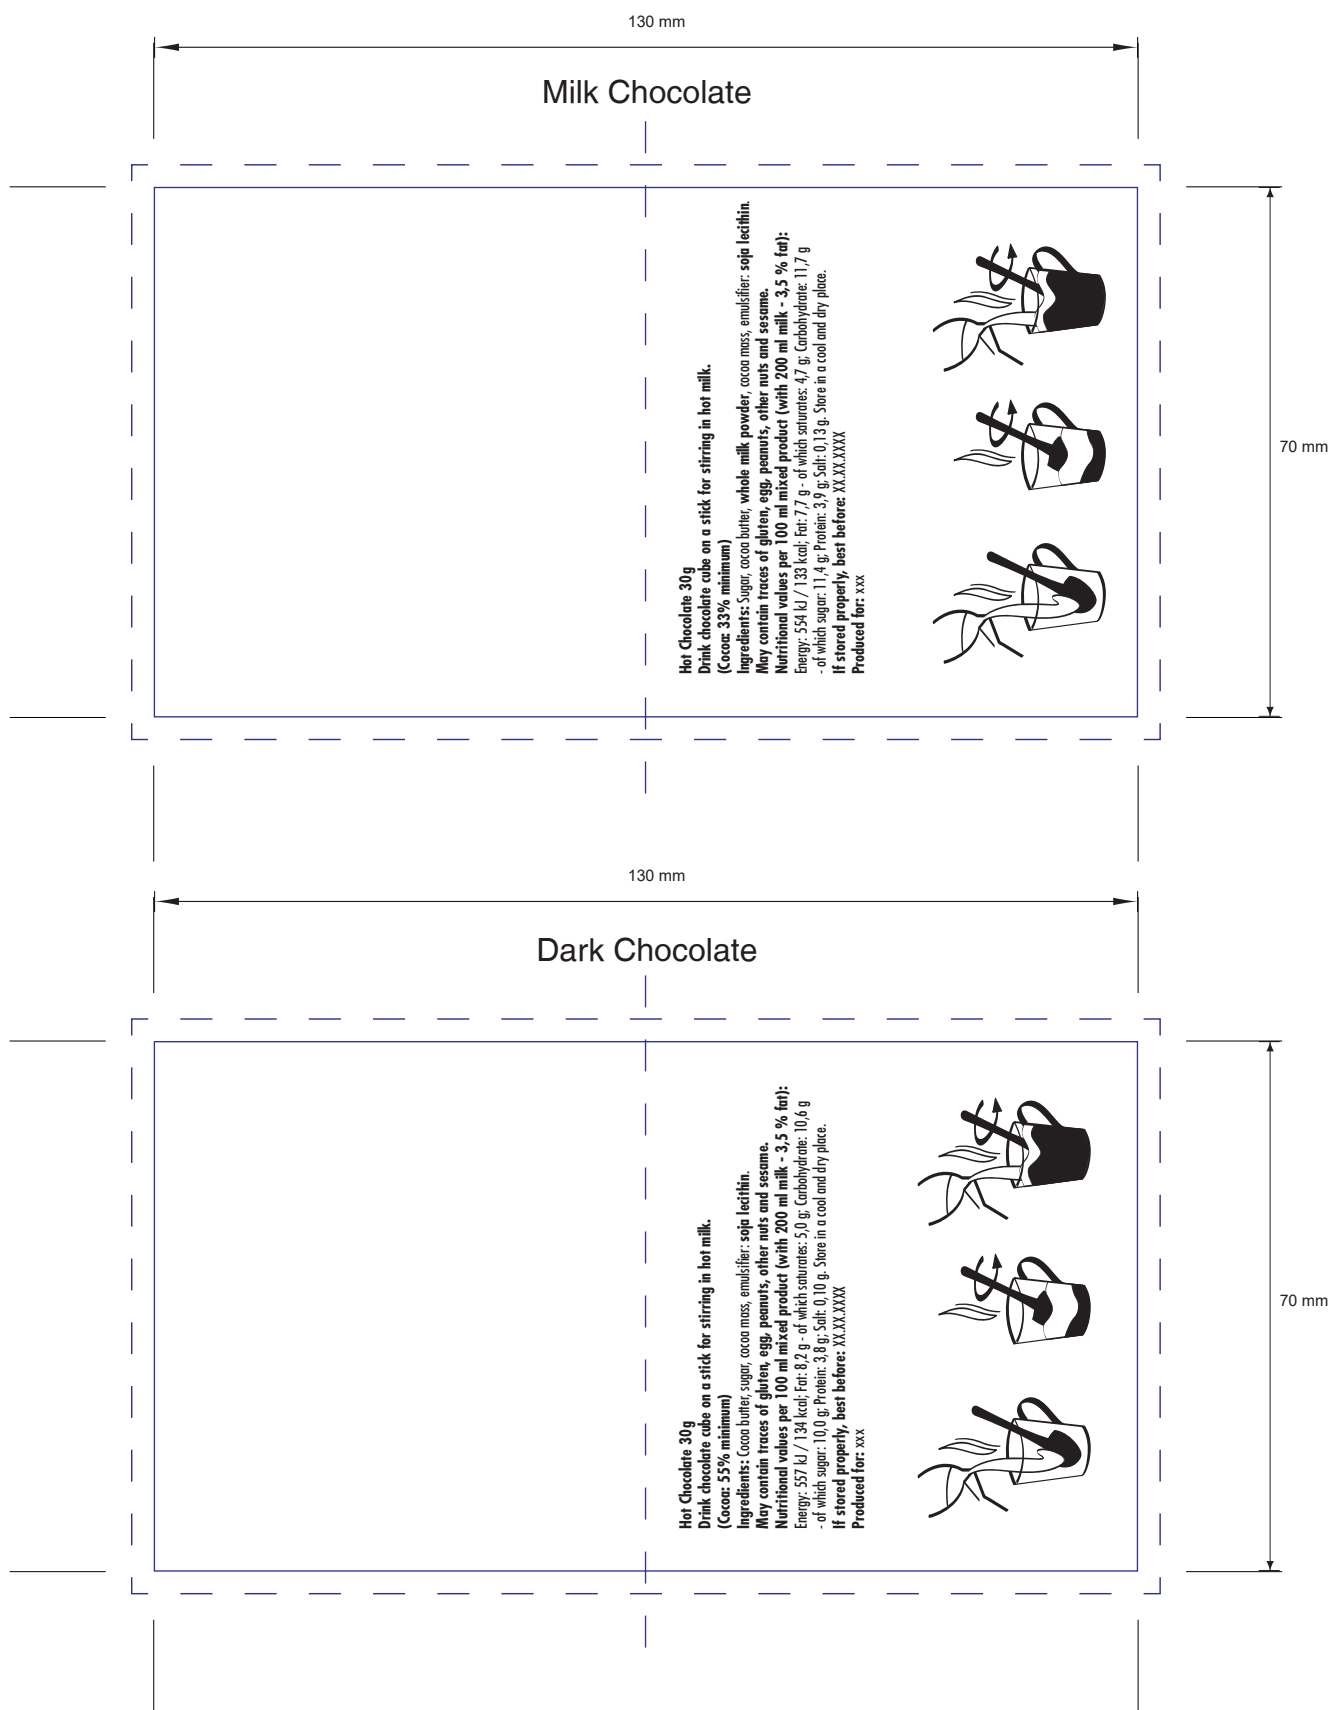 130 mm
Milk Chocolate
70 mm
Hot Chocolate 30g
Drink chocolate cube on a stick for stirring in hot milk.
(Cocoa: 33% minimum)
Ingredients: Sugar, cocoa butter, whole milk powder, cocoa mass, emulsifier: soja lecithin.
May contain traces of gluten, egg, peanuts, other nuts and sesame.
Nutritional values per 100 ml mixed product (with 200 ml milk - 3,5 % fat):
Energy: 554 kJ / 133 kcal; Fat: 7,7 g - of which saturates: 4,7 g; Carbohydrate: 11,7 g
- of which sugar: 11,4 g; Protein: 3,9 g; Salt: 0,13 g. Store in a cool and dry place.
If stored properly, best before: XX.XX.XXXX
Produced for: xxx
130 mm
Dark Chocolate
70 mm
Hot Chocolate 30g
Drink chocolate cube on a stick for stirring in hot milk.
(Cocoa: 55% minimum)
Ingredients: Cocoa butter, sugar, cocoa mass, emulsifier: soja lecithin.
May contain traces of gluten, egg, peanuts, other nuts and sesame.
Nutritional values per 100 ml mixed product (with 200 ml milk - 3,5 % fat):
Energy: 557 kJ / 134 kcal; Fat: 8,2 g - of which saturates: 5,0 g; Carbohydrate: 10,6 g
- of which sugar: 10,0 g; Protein: 3,8 g; Salt: 0,10 g. Store in a cool and dry place.
If stored properly, best before: XX.XX.XXXX
Produced for: xxx